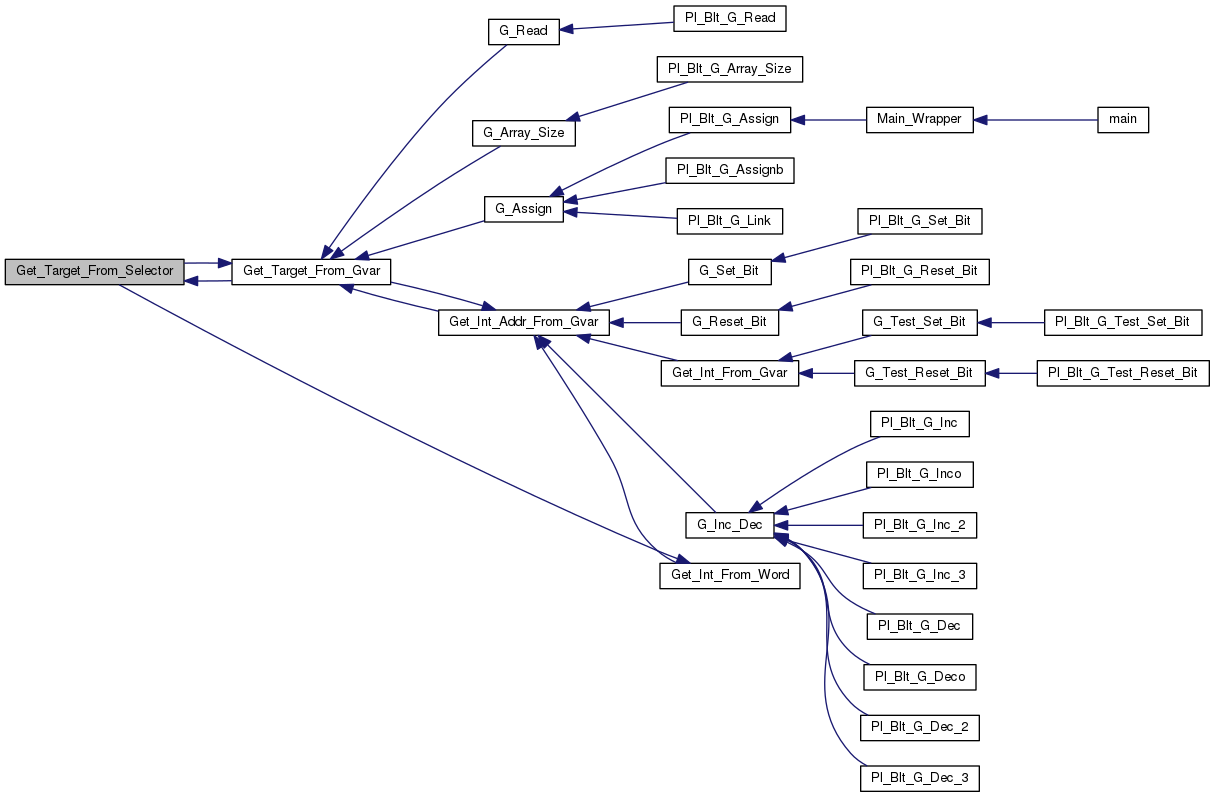 Pl_Blt_G_Read
G_Read
Pl_Blt_G_Array_Size
G_Array_Size
Pl_Blt_G_Assign
Main_Wrapper
main
Pl_Blt_G_Assignb
G_Assign
Pl_Blt_G_Link
Pl_Blt_G_Set_Bit
Get_Target_From_Selector
Get_Target_From_Gvar
G_Set_Bit
Pl_Blt_G_Reset_Bit
Get_Int_Addr_From_Gvar
G_Reset_Bit
G_Test_Set_Bit
Pl_Blt_G_Test_Set_Bit
Get_Int_From_Gvar
G_Test_Reset_Bit
Pl_Blt_G_Test_Reset_Bit
Pl_Blt_G_Inc
Pl_Blt_G_Inco
G_Inc_Dec
Pl_Blt_G_Inc_2
Get_Int_From_Word
Pl_Blt_G_Inc_3
Pl_Blt_G_Dec
Pl_Blt_G_Deco
Pl_Blt_G_Dec_2
Pl_Blt_G_Dec_3